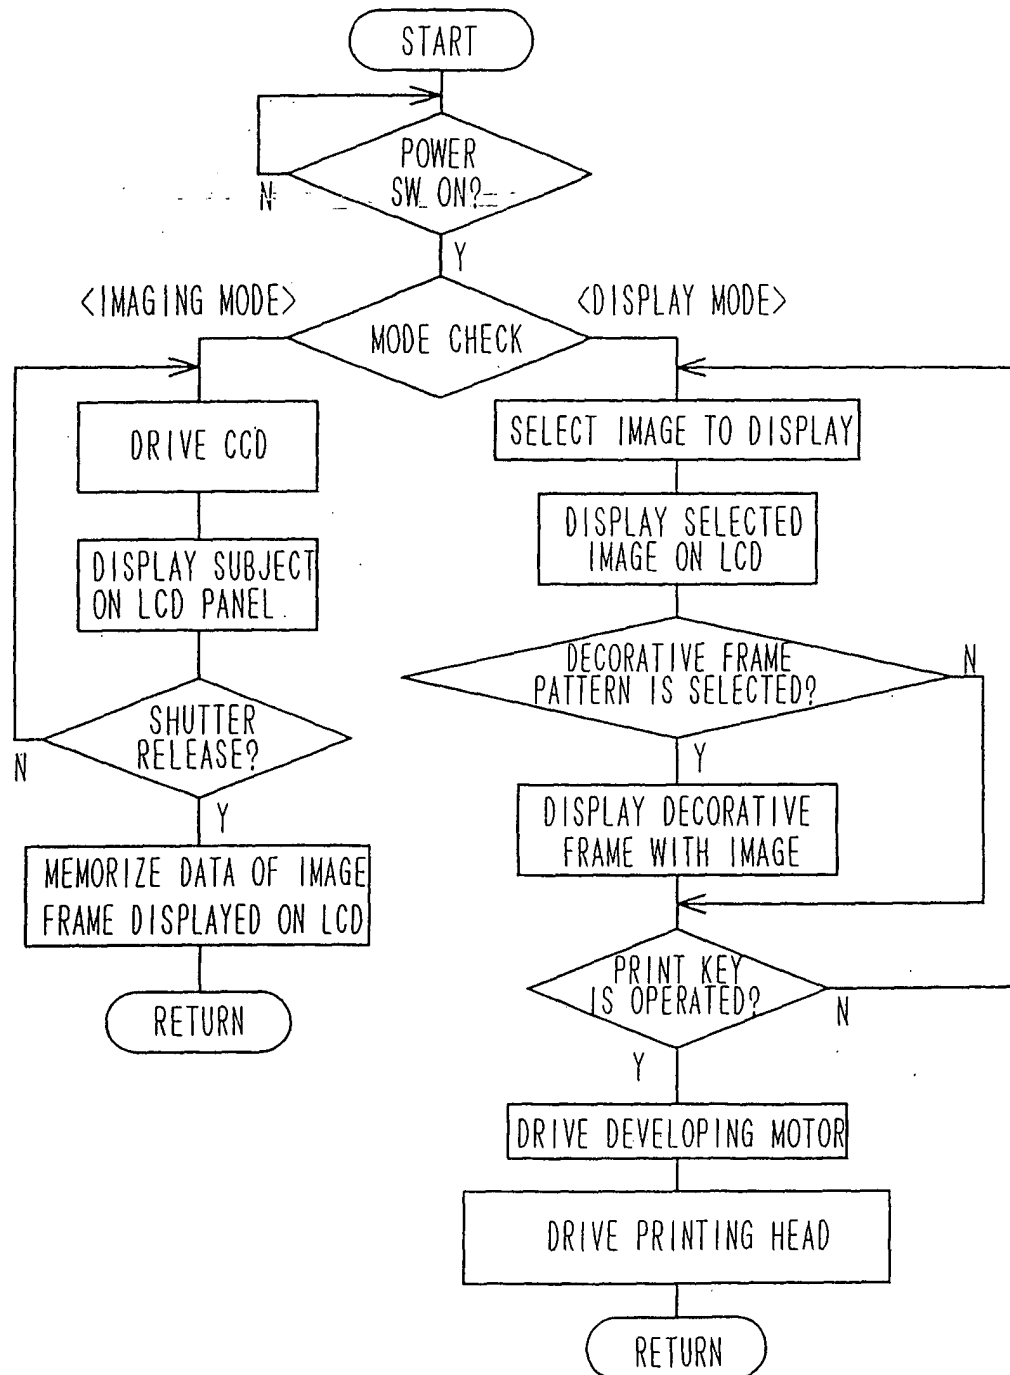 START
POWER
SW ON?
N
Y
<IMAGING MODE>
<DISPLAY MODE>
MODE CHECK
DRIVE CCD
DISPLAY SUBJECT
ON LCD PANEL
SHUTTER
RELEASE?
N
Y
MEMORIZE DATA OF IMAGE
FRAME DISPLAYED ON LCD
RETURN
SELECT IMAGE TO DISPLAY
DISPLAY SELECTED
IMAGE ON LCD
DECORATIVE FRAME
PATTERN IS SELECTED?
N
Y
DISPLAY DECORATIVE
FRAME WITH IMAGE
PRINT KEY
IS OPERATED?
N
Y
DRIVE DEVELOPING MOTOR
DRIVE PRINTING HEAD
RETURN